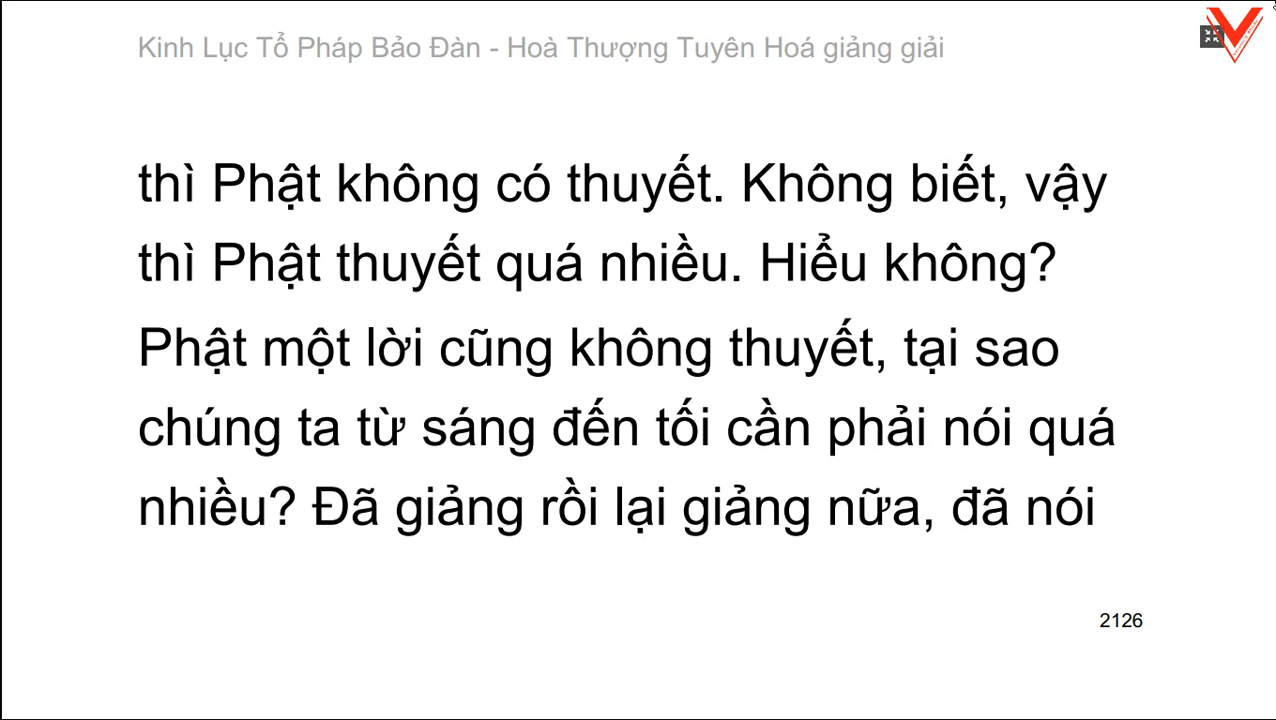 Kinh Lục Tổ Pháp Bảo Đàn - Hoà Thượng Tuyên Hoá giảng giải
thì Phật không có thuyết. Không biết, vậy
thì Phật thuyết quá nhiều. Hiểu không?
Phật một lời cũng không thuyết, tại sao
chúng ta từ sáng đến tối cần phải nói quá
nhiều? Đã giảng rồi lại giảng nữa, đã nói
2126